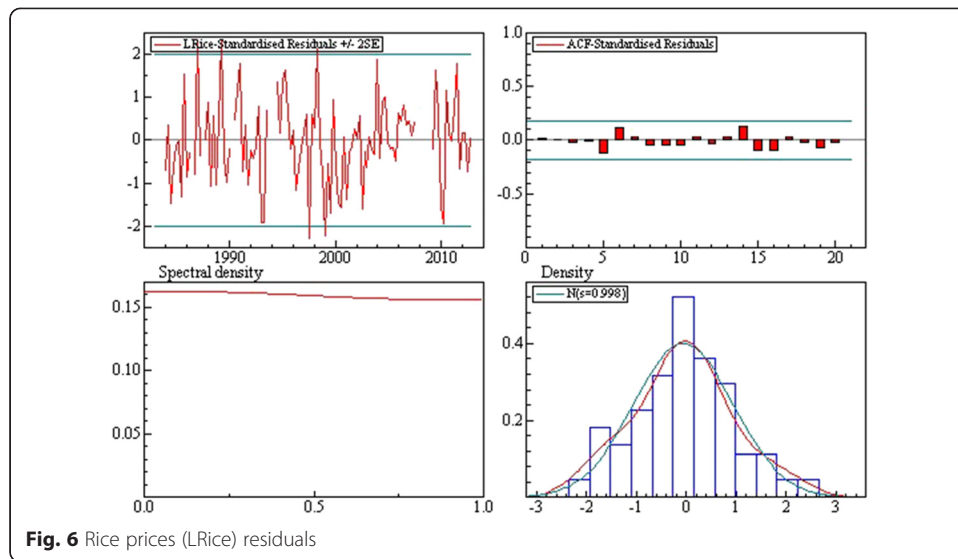 LRice-Standardised Residuals +/- 2SE
2
1
0
-1
-2
1990 2000 2010
ACF-Standardised Residuals
1.0
0.5
0.0
-0.5
0 5 10 15 20
Spectral density
0.15
0.05
0.0 0.5 1.0
Density
N(s=0.998)
0.4
0.2
-3 -2 -1 0 1 2 3
Fig. 6 Rice prices (LRice) residuals